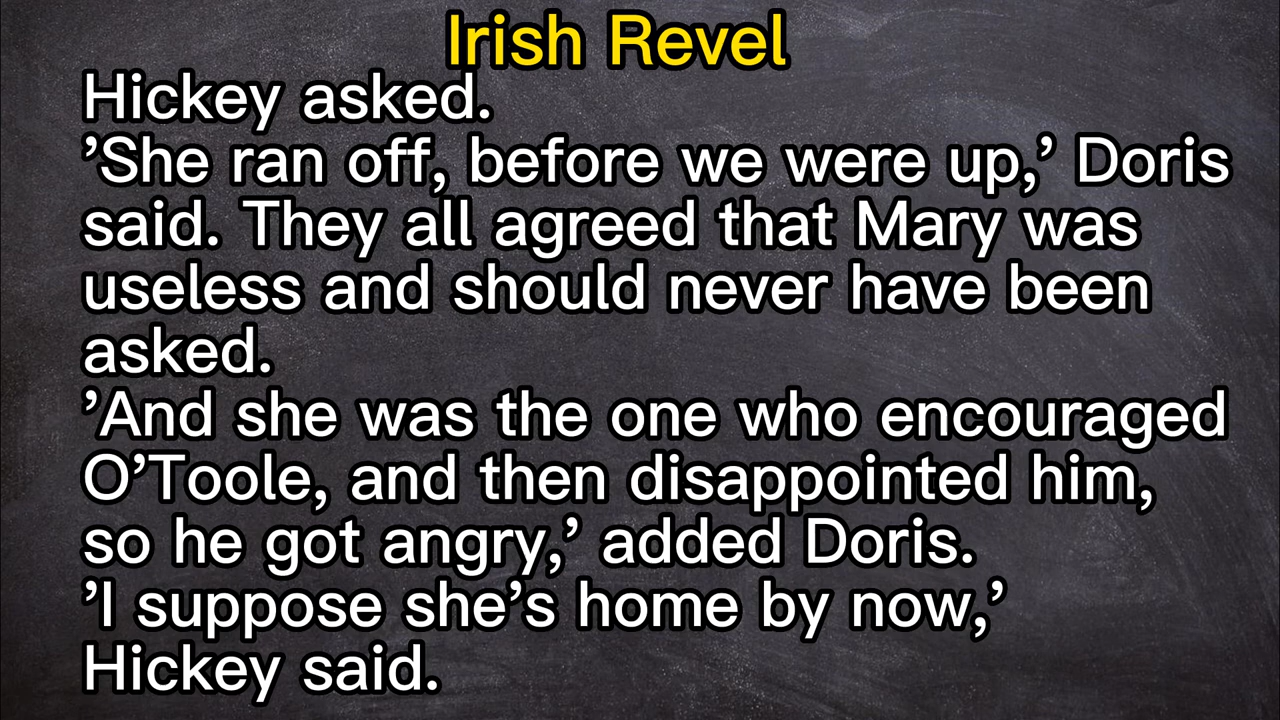 Irish Revel
Hickey asked.
’She ran off, before we were up,’ Doris
said. They all agreed that Mary was
useless and should never have been
asked.
’And she was the one who encouraged
O’Toole, and then disappointed him,
so he got angry,’ added Doris.
’I suppose she’s home by now,’
Hickey said.